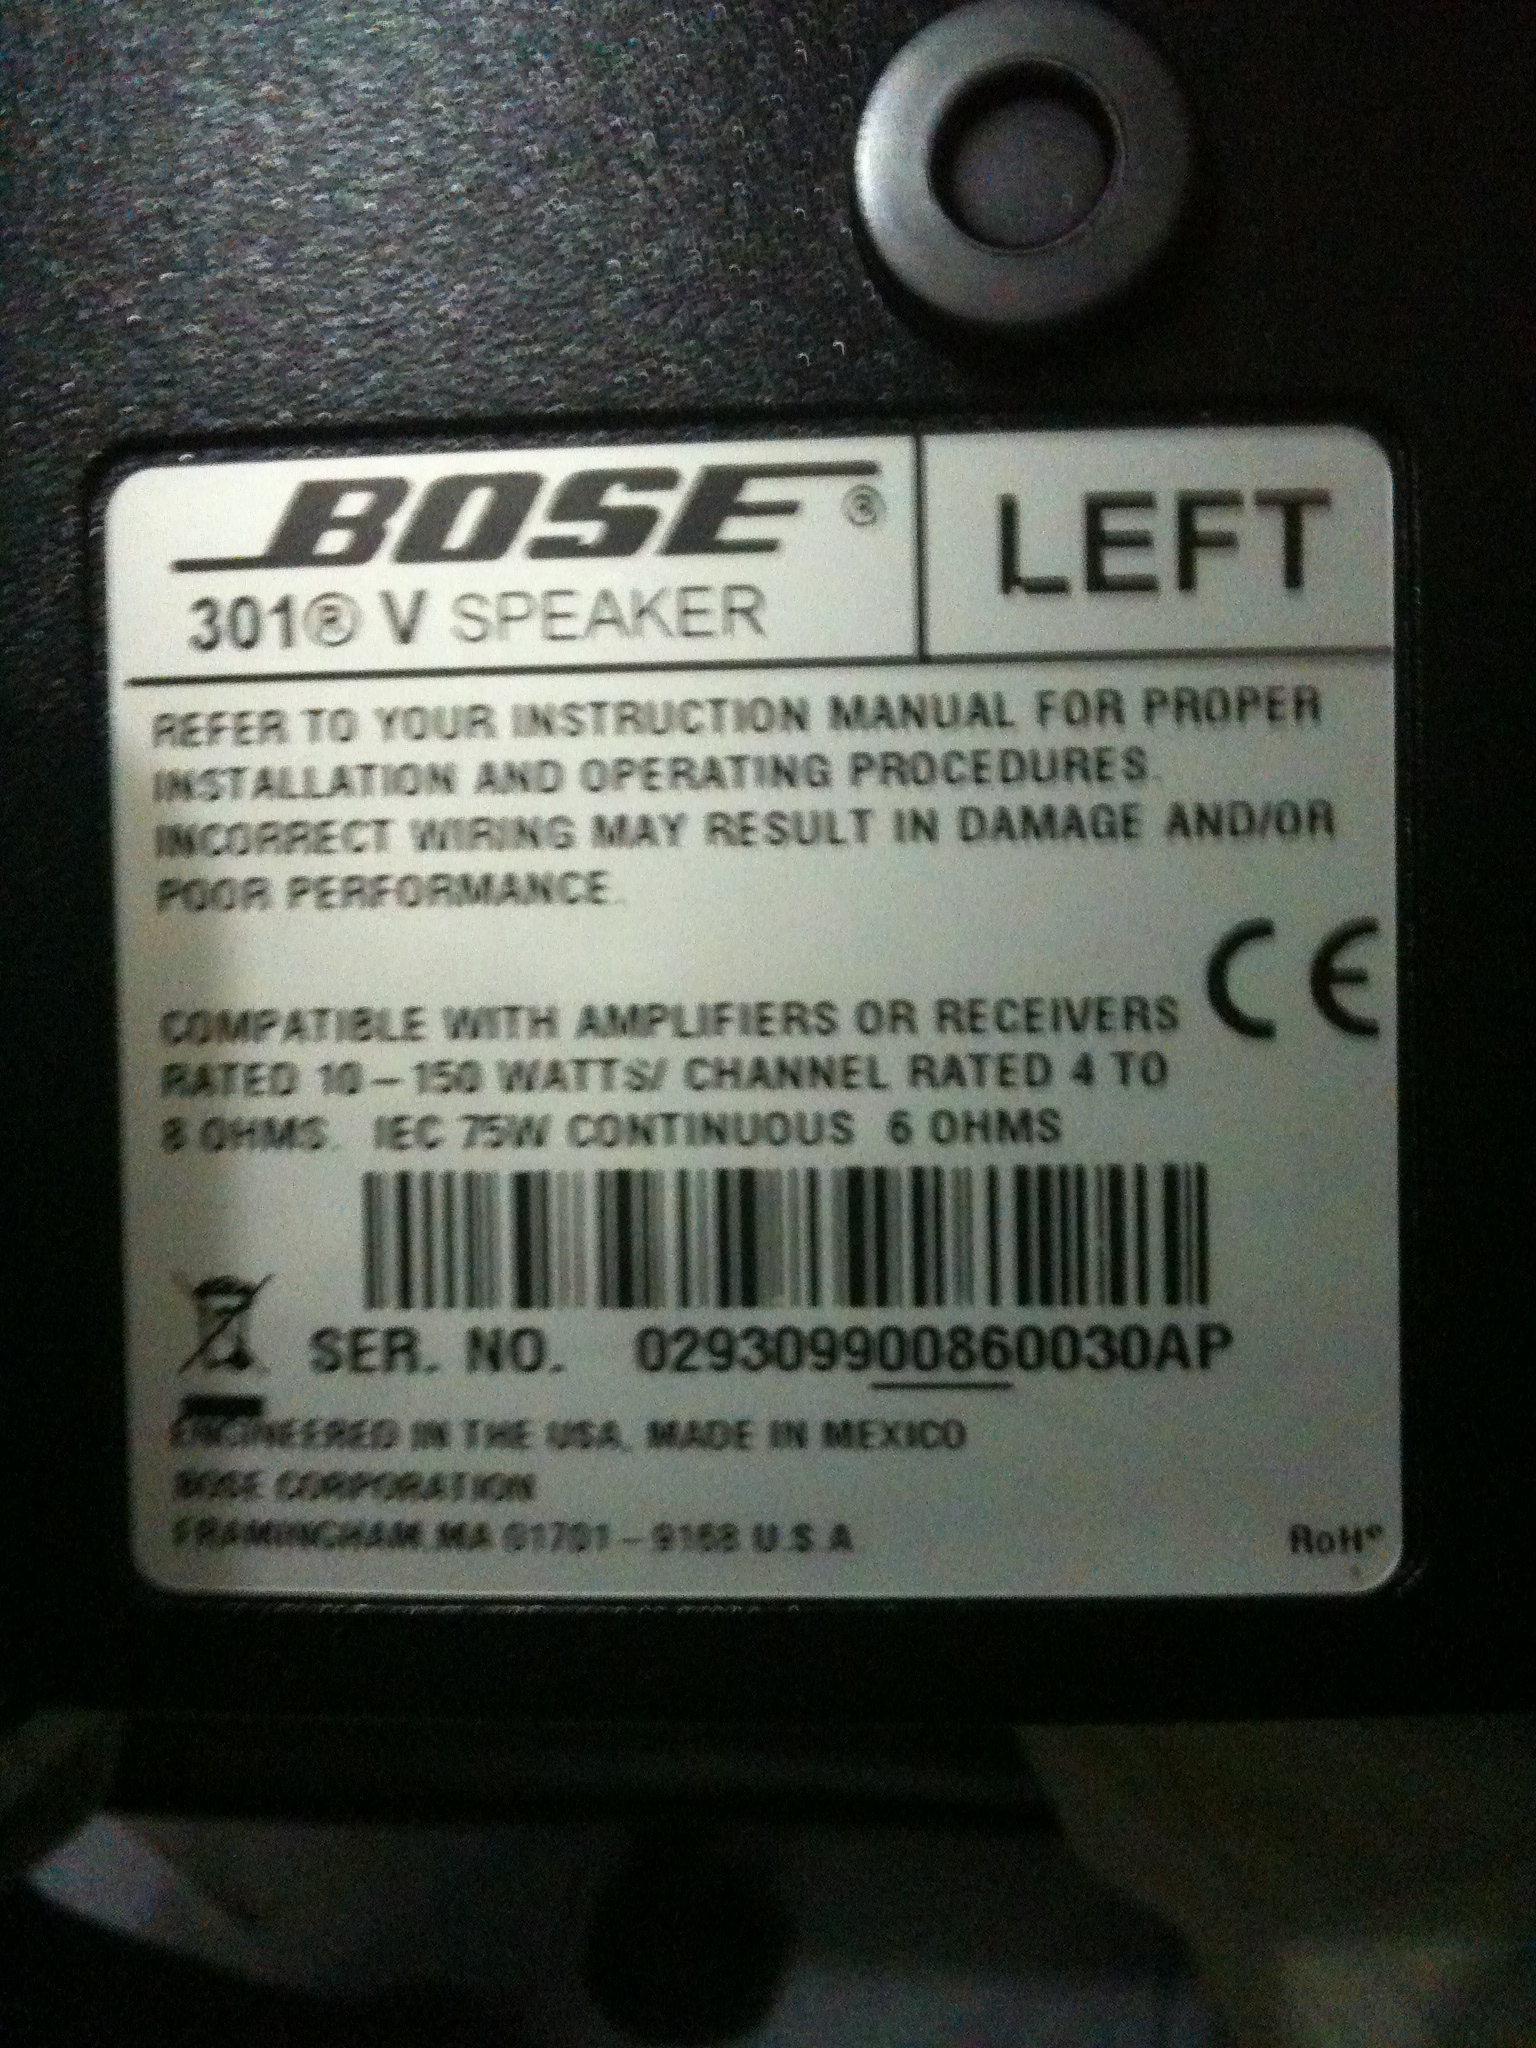 BOSE®
LEFT
301® V SPEAKER
REFER TO YOUR INSTRUCTION MANUAL FOR PROPER
INSTALLATION AND OPERATING PROCEDURES.
INCORRECT WIRING MAY RESULT IN DAMAGE AND/OR
POOR PERFORMANCE.
CE
COMPATIBLE WITH AMPLIFIERS OR RECEIVERS
RATED 10-150 WATTS/ CHANNEL RATED 4 TO
8 OHMS. IEC 75W CONTINUOUS 6 OHMS
SER. NO. 029309900860030AP
ENGINEERED IN THE USA, MADE IN MEXICO
BOSE CORPORATION
FRAMINGHAM, MA 01701-9168 U.S.A
RoHS